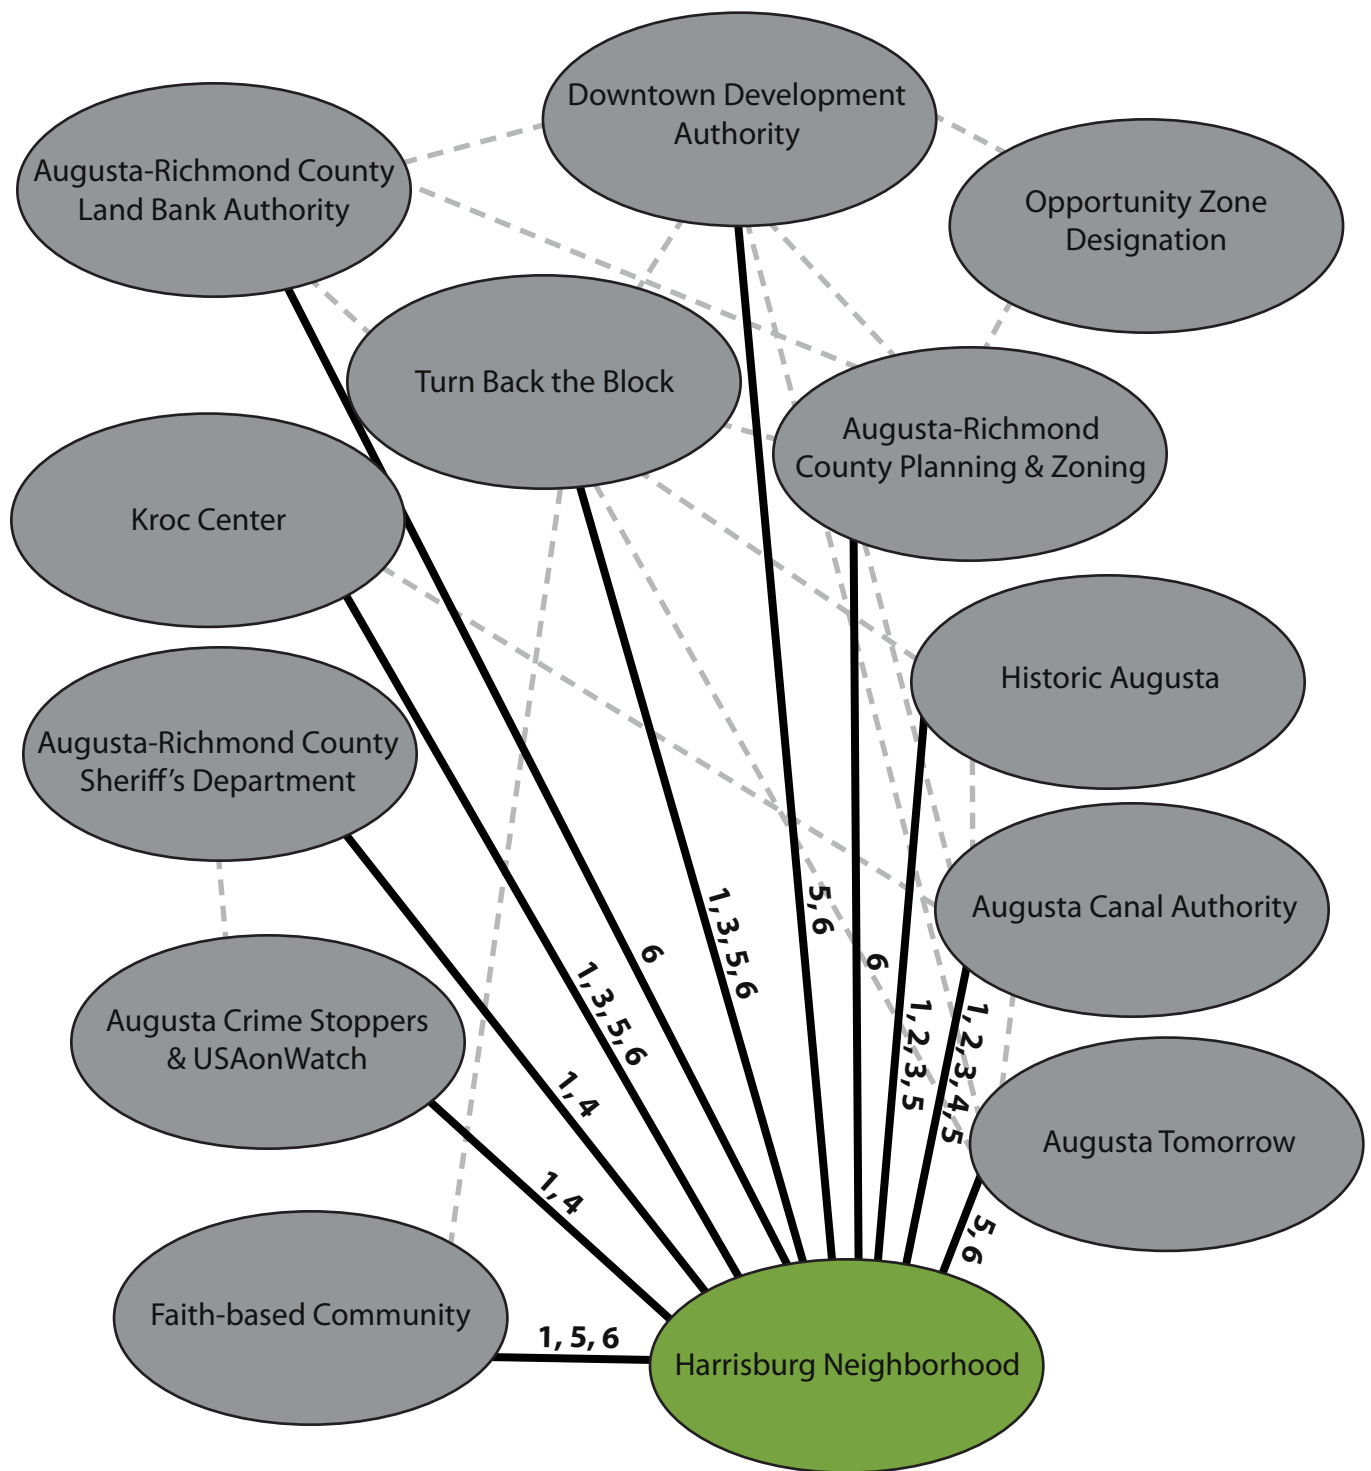 Downtown Development
Authority
Augusta-Richmond County
Land Bank Authority
Opportunity Zone
Designation
Turn Back the Block
Augusta-Richmond
County Planning & Zoning
Kroc Center
Historic Augusta
Augusta-Richmond County
Sheriff's Department
Augusta Canal Authority
Augusta Crime Stoppers
& USAonWatch
Augusta Tomorrow
Faith-based Community
Harrisburg Neighborhood
1, 5, 6
1, 4
1, 4
1, 3, 5, 6
6
1, 3, 5, 6
5, 6
6
1, 2, 3, 5
1, 2, 3, 4, 5
5, 6